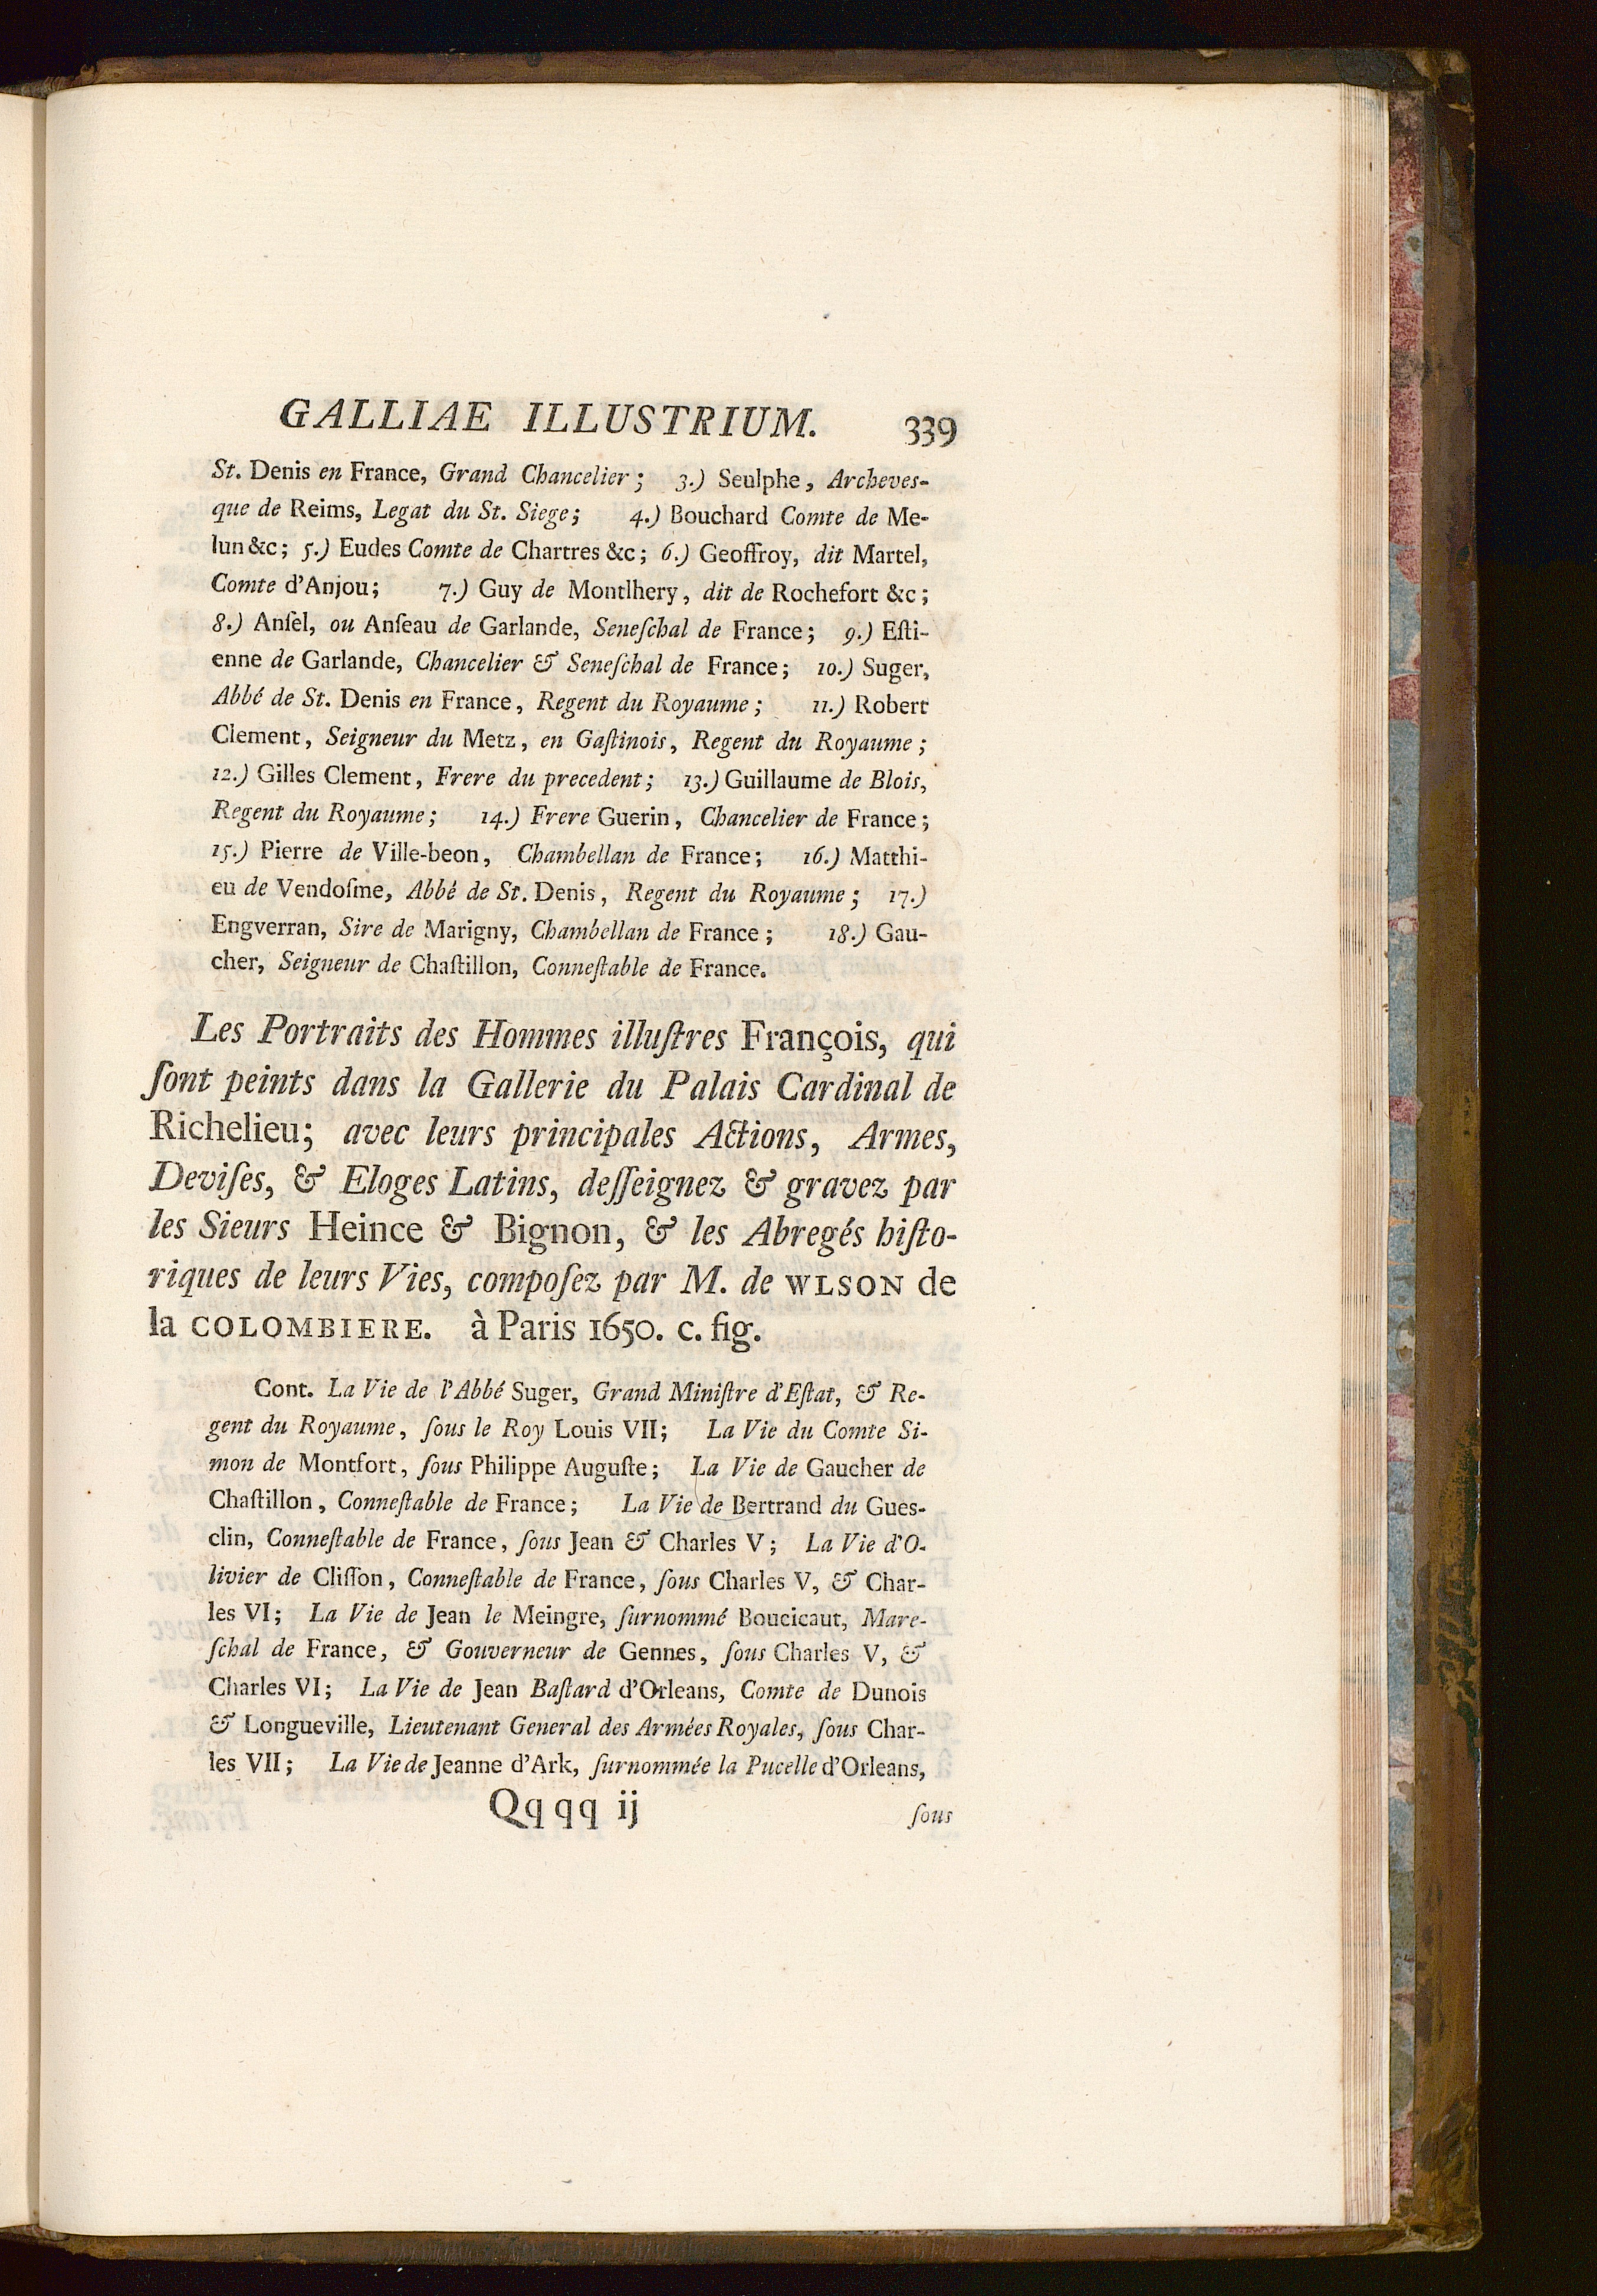 GALLIAE ILLUSTRIUM. 339
St. Denis en France, Grand Chancelier; 3.) Seulphe, Archeves-
que de Reims, Legat du St. Siege; 4.) Bouchard Comte de Me-
lun &c; 5.) Eudes Comte de Chartres &c; 6.) Geoffroy, dit Martel,
Comte d'Anjou; 7.) Guy de Montlhery, dit de Rochefort &c;
8.) Anſel, ou Anſeau de Garlande, Seneſchal de France; 9.) Eſti-
enne de Garlande, Chancelier & Seneſchal de France; 10.) Suger,
Abbé de St. Denis en France, Regent du Royaume; 11.) Robert
Clement, Seigneur du Metz, en Gaſtinois, Regent du Royaume;
12.) Gilles Clement, Frere du precedent; 13.) Guillaume de Blois,
Regent du Royaume; 14.) Frere Guerin, Chancelier de France;
15.) Pierre de Ville-beon, Chambellan de France; 16.) Matthi-
eu de Vendoſme, Abbé de St. Denis, Regent du Royaume; 17.)
Engverran, Sire de Marigny, Chambellan de France; 18.) Gau-
cher, Seigneur de Chaſtillon, Conneſtable de France.
Les Portraits des Hommes illuſtres François, qui
ſont peints dans la Gallerie du Palais Cardinal de
Richelieu; avec leurs principales Actions, Armes,
Deviſes, & Eloges Latins, deſſeignez & gravez par
les Sieurs Heince & Bignon, & les Abregés hiſto-
riques de leurs Vies, compoſez par M. de WLSON de
la COLOMBIERE. à Paris 1650. c. fig.
Cont. La Vie de l'Abbé Suger, Grand Miniſtre d'Eſtat, & Re-
gent du Royaume, ſous le Roy Louis VII; La Vie du Comte Si-
mon de Montfort, ſous Philippe Auguſte; La Vie de Gaucher de
Chaſtillon, Conneſtable de France; La Vie de Bertrand du Gues-
clin, Conneſtable de France, ſous Jean & Charles V; La Vie d'O-
livier de Cliſſon, Conneſtable de France, ſous Charles V, & Char-
les VI; La Vie de Jean le Meingre, ſurnommé Boucicaut, Mare-
ſchal de France, & Gouverneur de Gennes, ſous Charles V, &
Charles VI; La Vie de Jean Baſtard d'Orleans, Comte de Dunois
& Longueville, Lieutenant General des Armées Royales, ſous Char-
les VII; La Vie de Jeanne d'Ark, ſurnommée la Pucelle d'Orleans,
Qq qq ij ſous